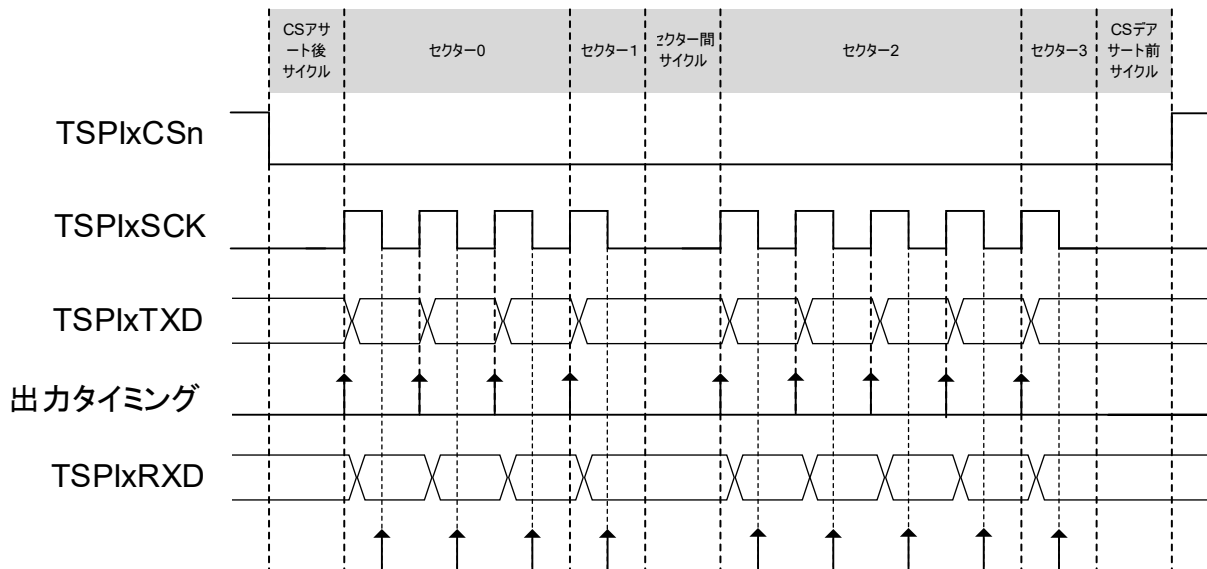 CSアサ
ート後
サイクル
セクター0
セクター1
セクター間
サイクル
セクター2
セクター3
CSデア
サート前
サイクル
TSPIxCSn
TSPIxSCK
TSPIxTXD
出力タイミング
TSPIxRXD